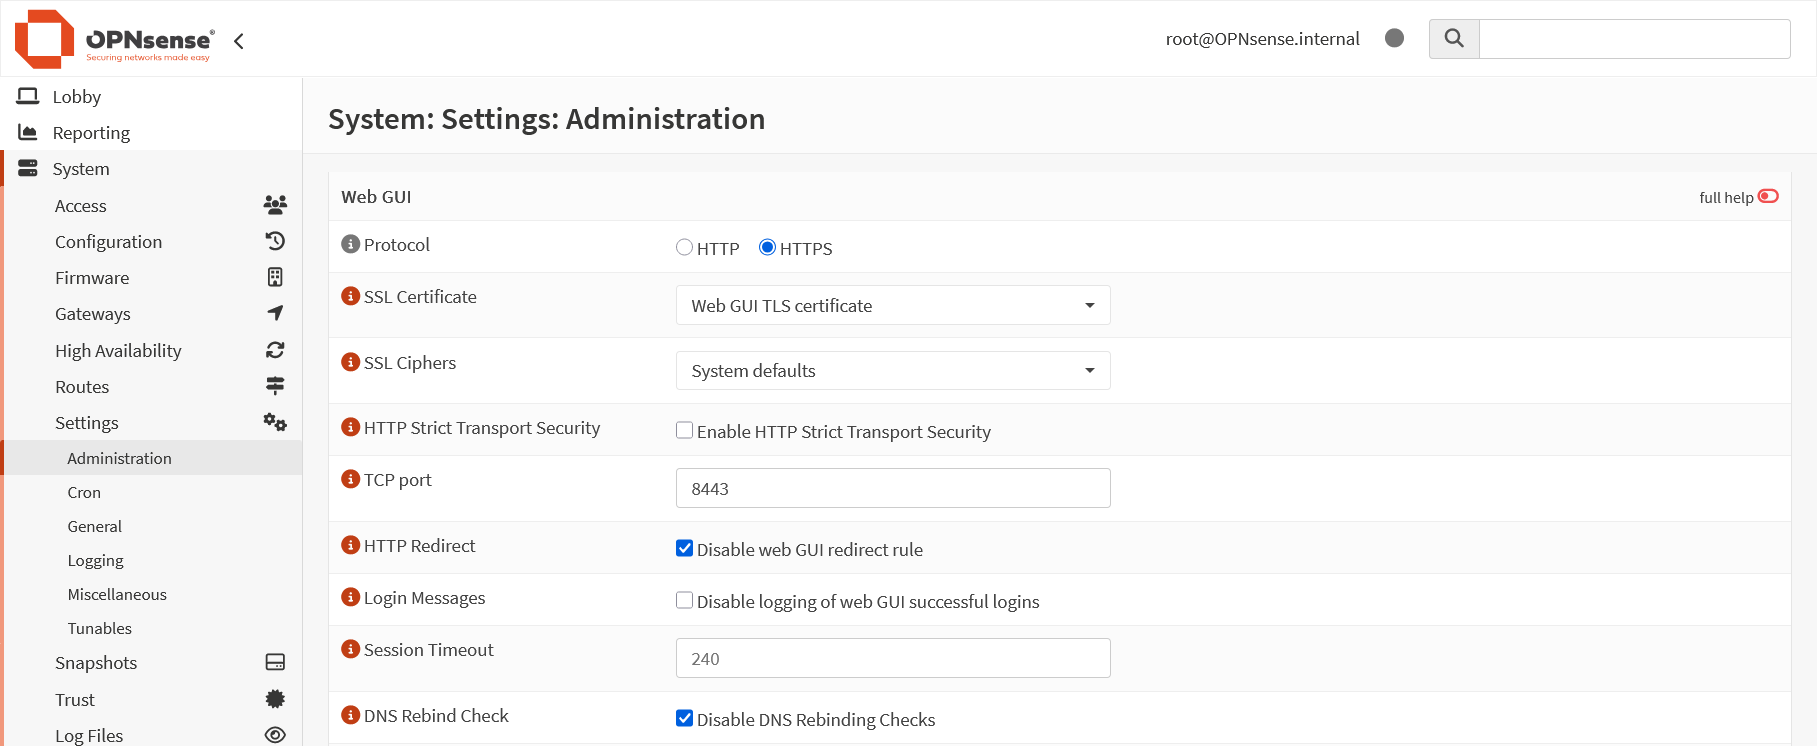 OPNsense®
Securing networks made easy
root@OPNsense.internal
Lobby
Reporting
System
Access
Configuration
Firmware
Gateways
High Availability
Routes
Settings
Administration
Cron
General
Logging
Miscellaneous
Tunables
Snapshots
Trust
Log Files
System: Settings: Administration
Web GUI
full help
Protocol
HTTP HTTPS
SSL Certificate
Web GUI TLS certificate
SSL Ciphers
System defaults
HTTP Strict Transport Security
Enable HTTP Strict Transport Security
TCP port
8443
HTTP Redirect
Disable web GUI redirect rule
Login Messages
Disable logging of web GUI successful logins
Session Timeout
240
DNS Rebind Check
Disable DNS Rebinding Checks